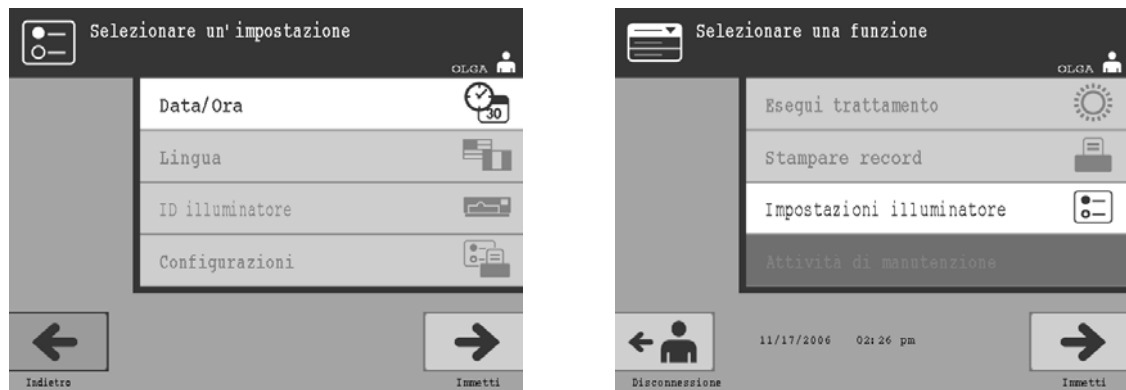 Selezionare un'impostazione
OLGA
Data/Ora
30
Lingua
ID illuminatore
Configurazioni
Indietro
Immetti
Selezionare una funzione
OLGA
Esegui trattamento
Stampare record
Impostazioni illuminatore
Attività di manutenzione
11/17/2006 02:26 pm
Disconnessione
Immetti